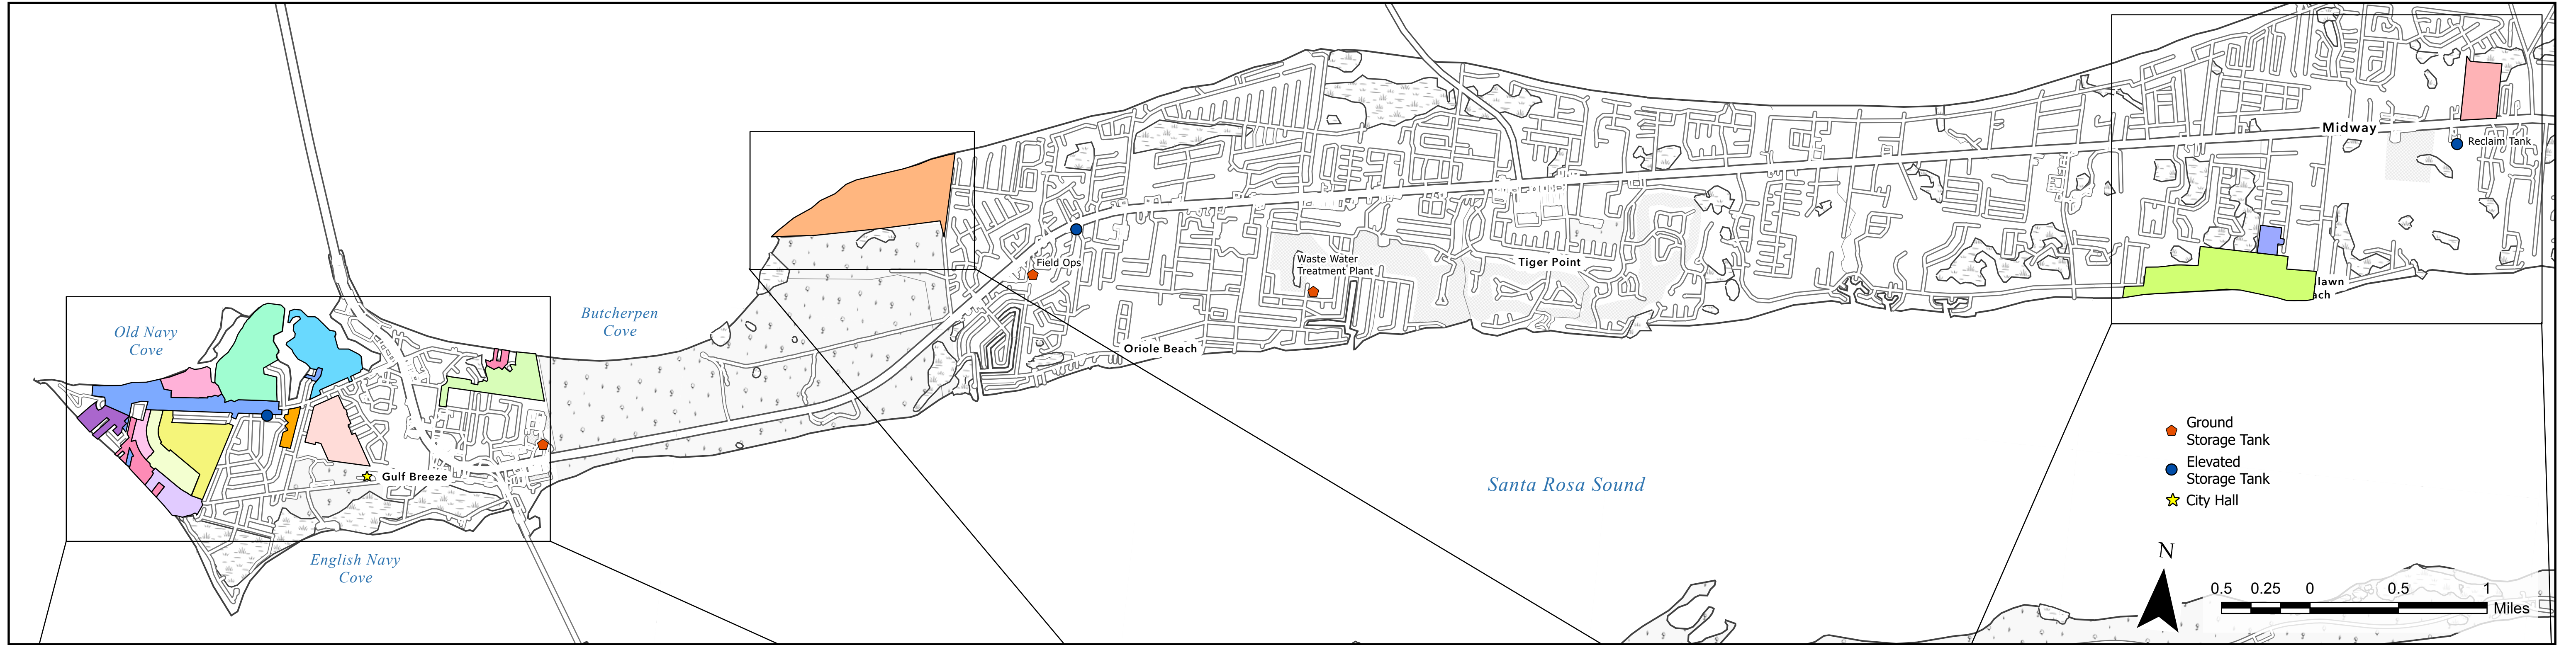 Midway
Reclaim Tank
Field Ops
Waste Water
Treatment Plant
Tiger Point
lawn
ach
Butcherpen
Cove
Old Navy
Cove
Oriole Beach
Gulf Breeze
Santa Rosa Sound
English Navy
Cove
Ground
Storage Tank
Elevated
Storage Tank
City Hall
N
0.5 0.25 0 0.5 1
Miles